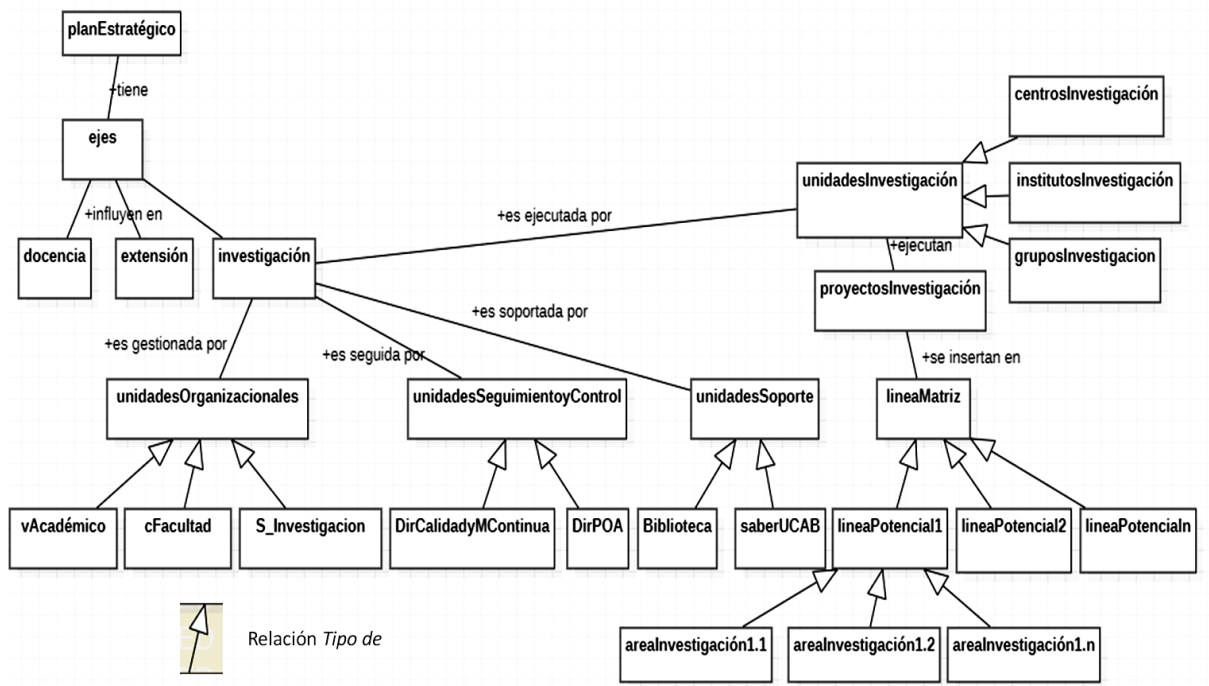 planEstratégico
+tiene
centrosInvestigación
ejes
unidadesInvestigación
institutosInvestigación
+influyen en
+es ejecutada por
docencia
extensión
investigación
+ejecutan
gruposInvestigacion
proyectosInvestigación
+es soportada por
+es gestionada por
+es seguida por
+se insertan en
unidadesOrganizacionales
unidadesSeguimientoyControl
unidadesSoporte
lineaMatriz
vAcadémico
cFacultad
S_Investigacion
DirCalidadyMContinua
DirPOA
Biblioteca
saberUCAB
lineaPotencial1
lineaPotencial2
lineaPotencialn
areaInvestigación1.1
areaInvestigación1.2
areaInvestigación1.n
Relación Tipo de